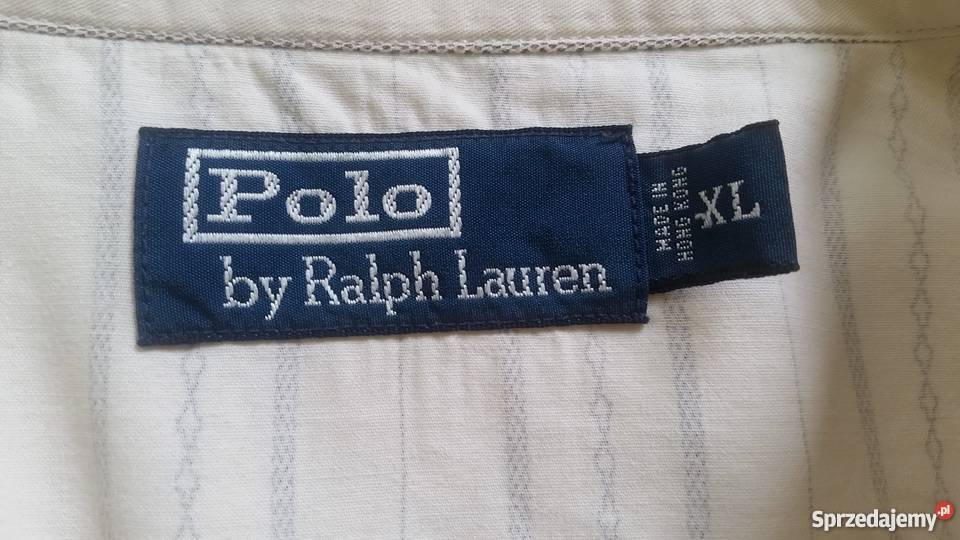 Polo
by Ralph Lauren
MADE IN
HONG KONG
XL
Sprzedajemy.pl